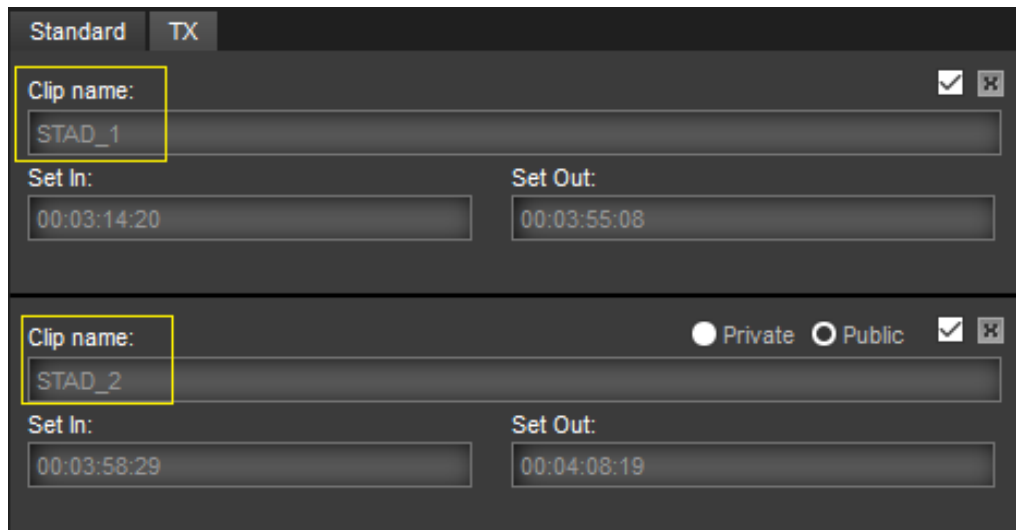 Standard TX
Clip name:
STAD_1
Set In: Set Out:
00:03:14:20 00:03:55:08
Clip name: Private Public
STAD_2
Set In: Set Out:
00:03:58:29 00:04:08:19